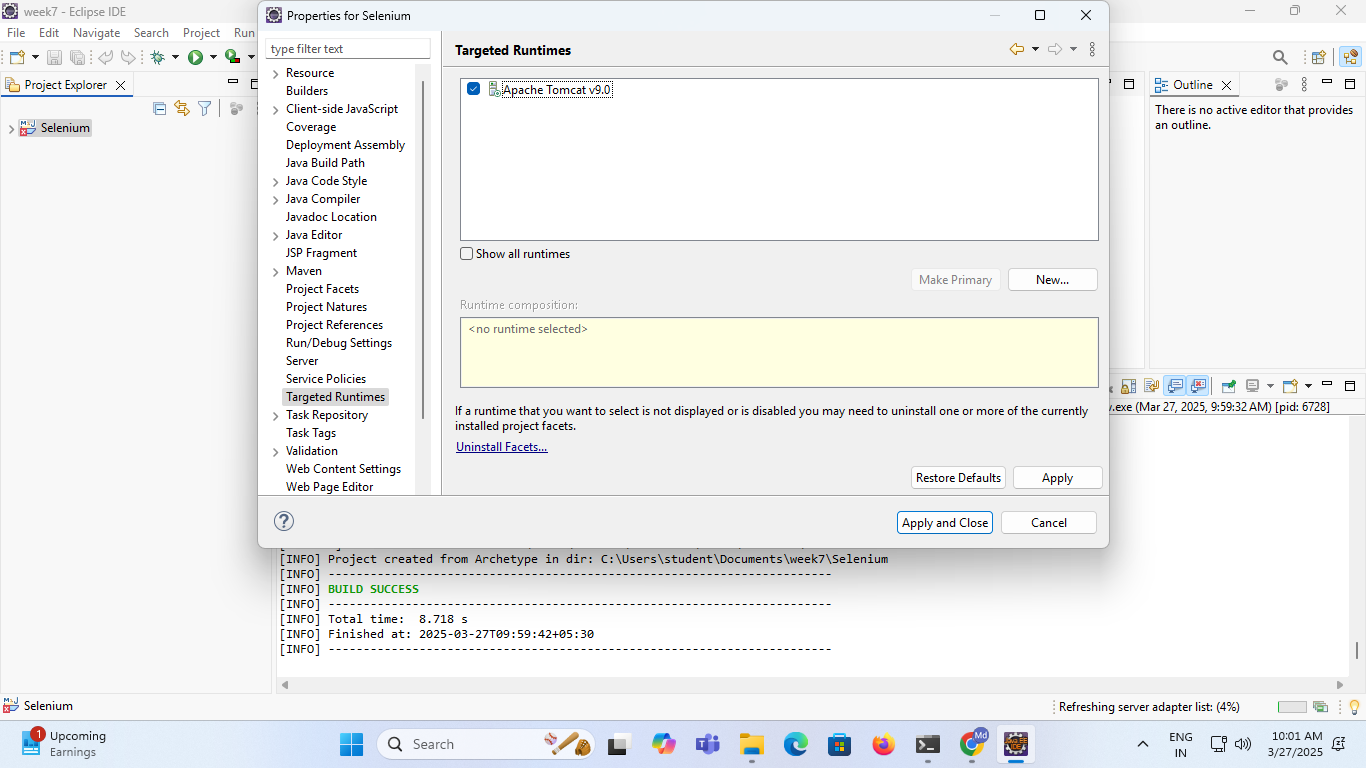 week7 - Eclipse IDE
File Edit Navigate Search Project Run
Project Explorer
Selenium
Properties for Selenium
type filter text
Resource
Builders
Client-side JavaScript
Coverage
Deployment Assembly
Java Build Path
Java Code Style
Java Compiler
Javadoc Location
Java Editor
JSP Fragment
Maven
Project Facets
Project Natures
Project References
Run/Debug Settings
Server
Service Policies
Targeted Runtimes
Task Repository
Task Tags
Validation
Web Content Settings
Web Page Editor
Targeted Runtimes
Apache Tomcat v9.0
Show all runtimes
Make Primary New...
Runtime composition:
<no runtime selected>
If a runtime that you want to select is not displayed or is disabled you may need to uninstall one or more of the currently
installed project facets.
Uninstall Facets...
Restore Defaults Apply
Apply and Close Cancel
Outline
There is no active editor that provides
an outline.
.exe (Mar 27, 2025, 9:59:32 AM) [pid: 6728]
[INFO] Project created from Archetype in dir: C:\Users\student\Documents\week7\Selenium
[INFO] ------------------------------------------------------------------------
[INFO] BUILD SUCCESS
[INFO] ------------------------------------------------------------------------
[INFO] Total time:  8.718 s
[INFO] Finished at: 2025-03-27T09:59:42+05:30
[INFO] ------------------------------------------------------------------------
Selenium
Refreshing server adapter list: (4%)
1
Upcoming
Earnings
Search
Md
ENG
IN
10:01 AM
3/27/2025